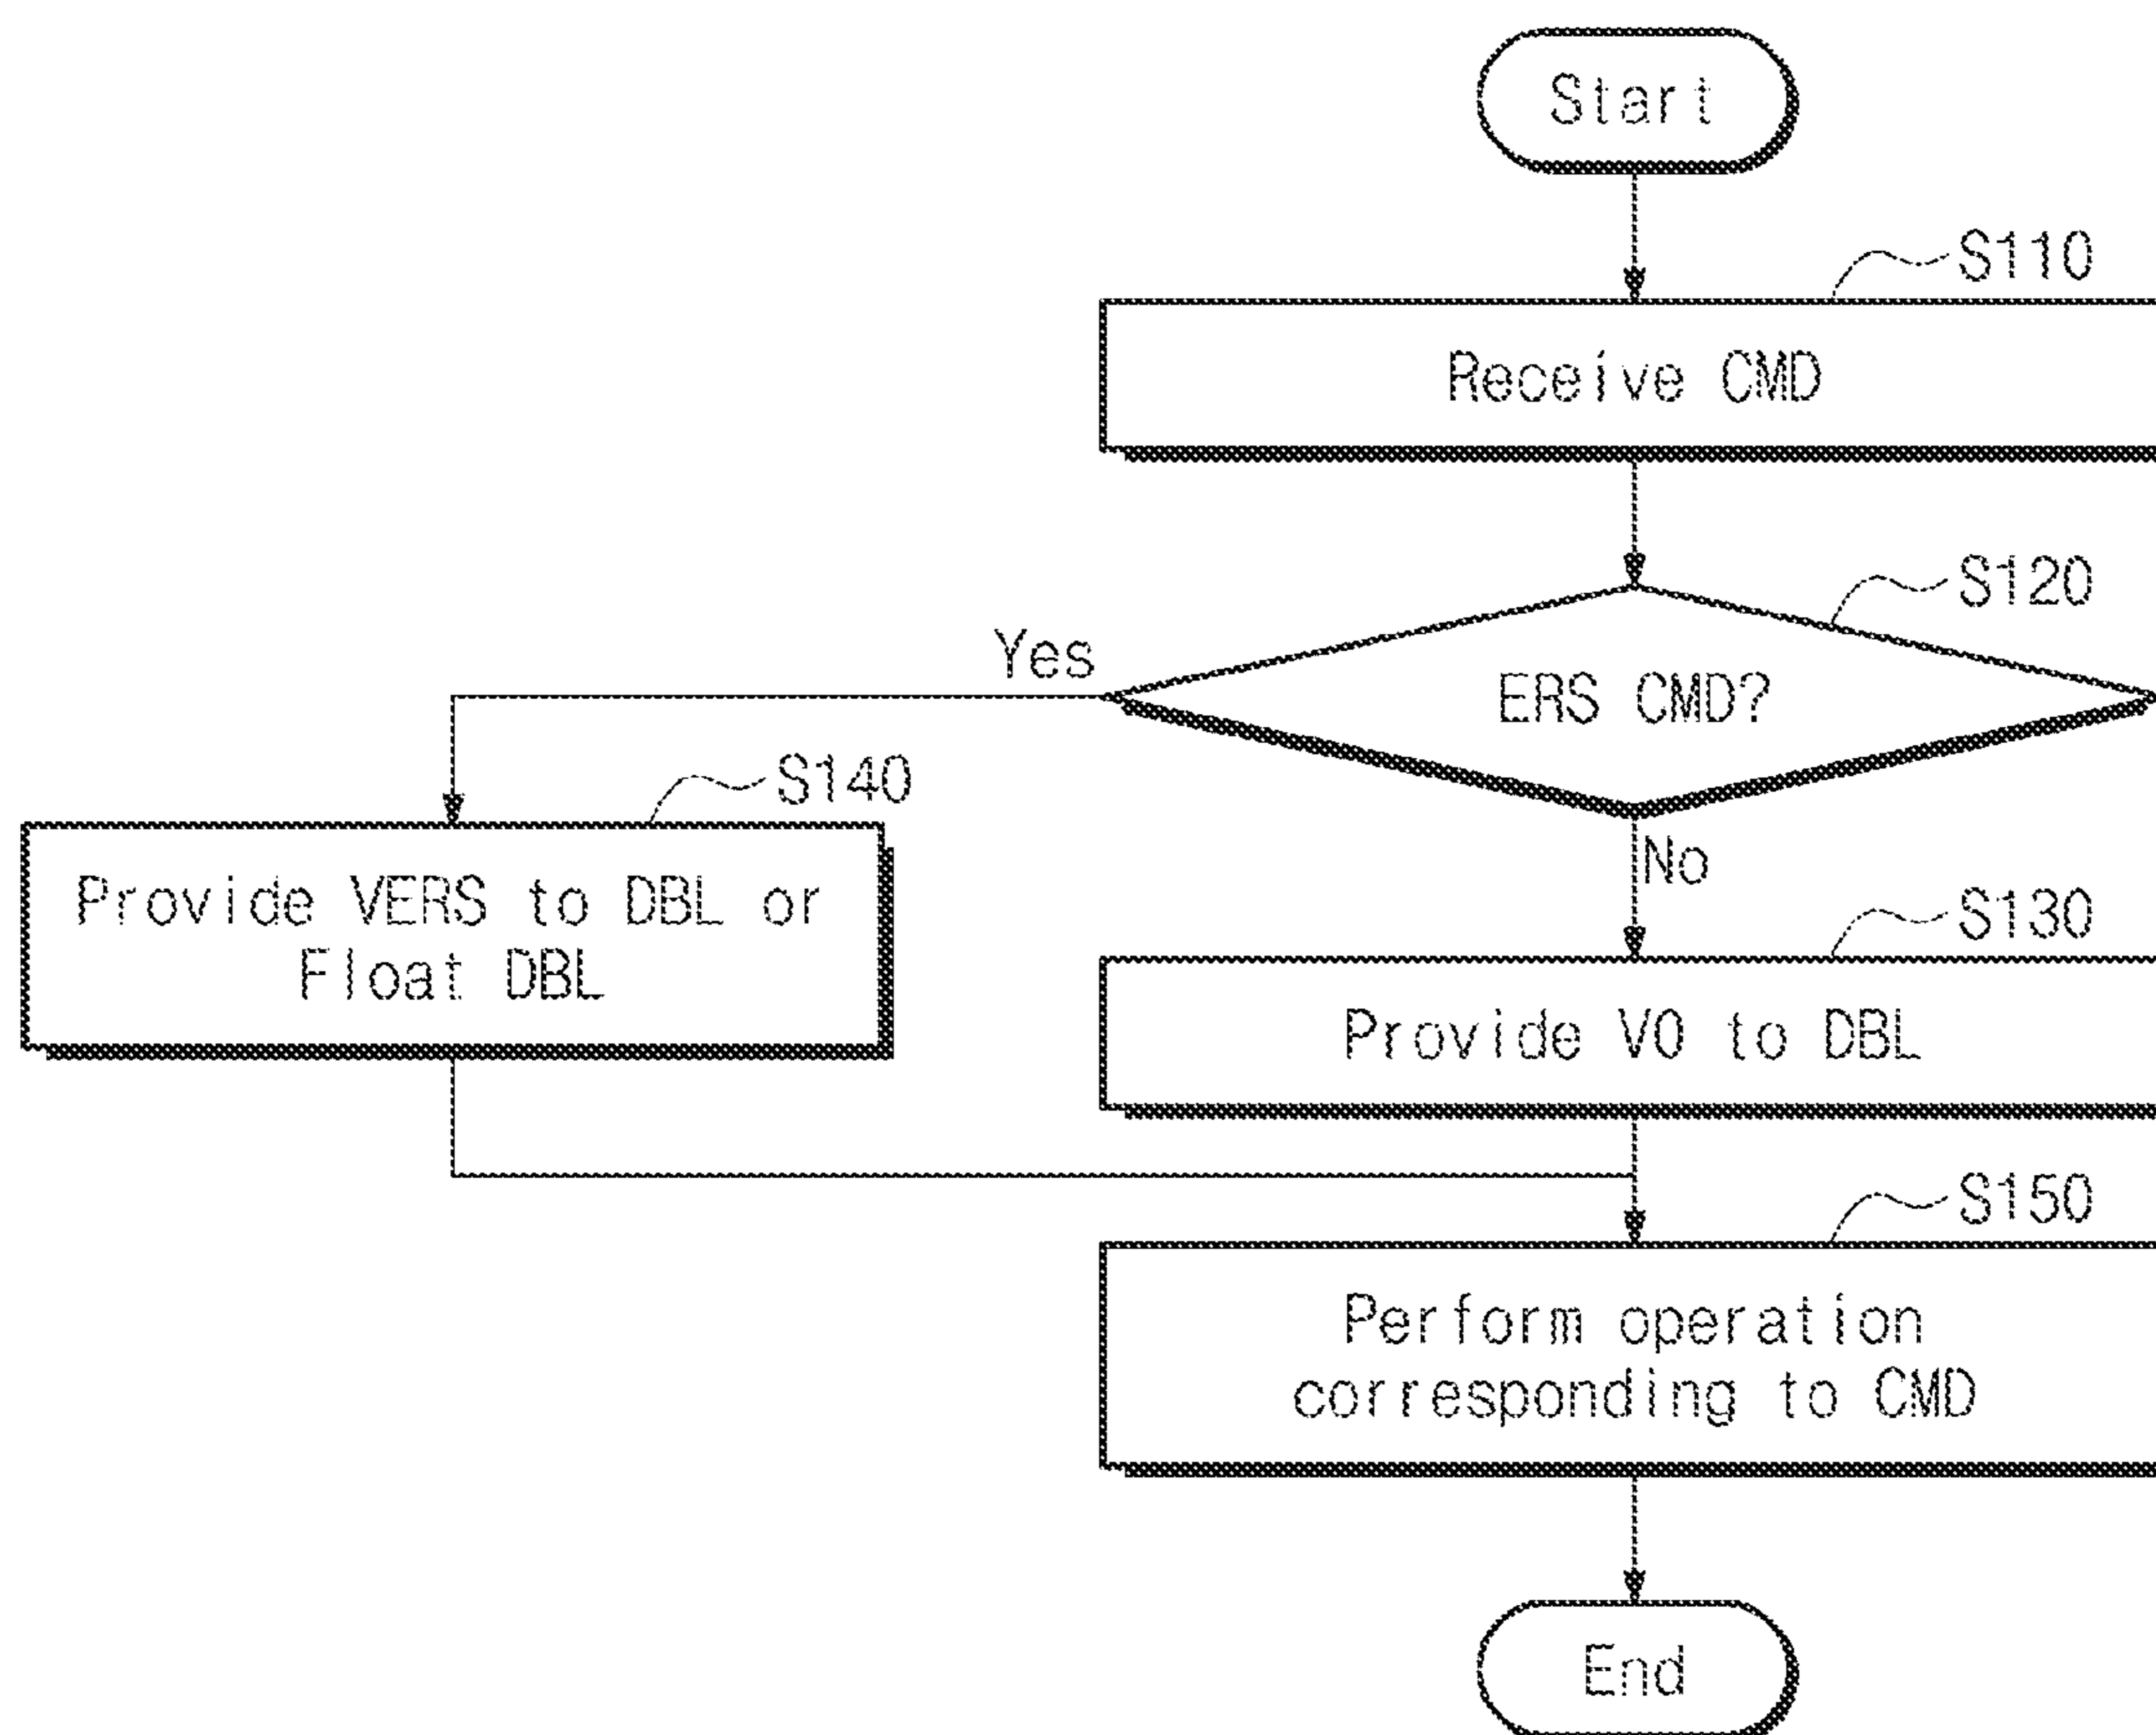 Start
S110
Receive CMD
S120
ERS CMD?
Yes
No
S140
Provide VERS to DBL or
Float DBL
S130
Provide V0 to DBL
S150
Perform operation
corresponding to CMD
End